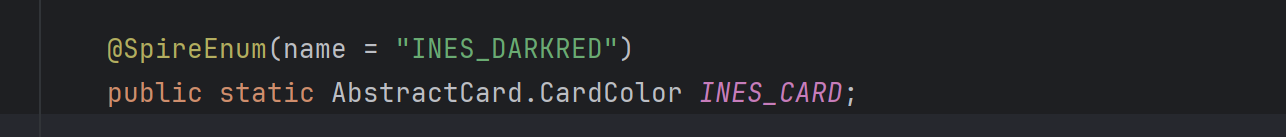 @SpireEnum(name = "INES_DARKRED")
public static AbstractCard.CardColor INES_CARD;